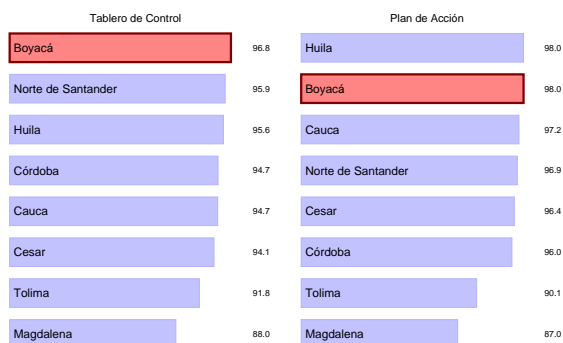 Tablero de Control
Boyacá 96.8
Norte de Santander 95.9
Huila 95.6
Córdoba 94.7
Cauca 94.7
Cesar 94.1
Tolima 91.8
Magdalena 88.0
Plan de Acción
Huila 98.0
Boyacá 98.0
Cauca 97.2
Norte de Santander 96.9
Cesar 96.4
Córdoba 96.0
Tolima 90.1
Magdalena 87.0